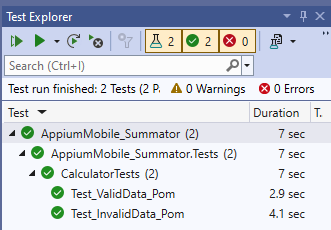 Test Explorer
2 2 0
Search (Ctrl+I)
Test run finished: 2 Tests (2 Pa 0 Warnings 0 Errors
Test Duration T.
AppiumMobile_Summator (2) 7 sec
AppiumMobile_Summator.Tests (2) 7 sec
CalculatorTests (2) 7 sec
Test_ValidData_Pom 2.9 sec
Test_InvalidData_Pom 4.1 sec